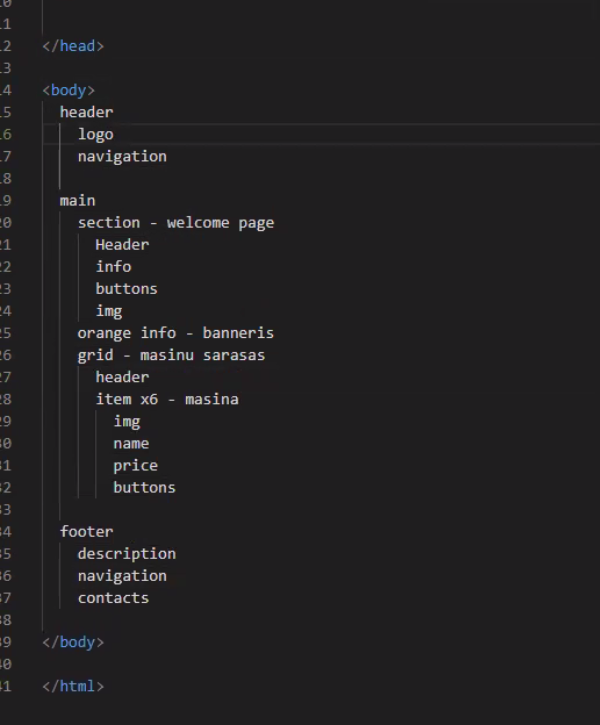 11
12 </head>
13
14 <body>
15 header
16 logo
17 navigation
18
19 main
20 section - welcome page
21 Header
22 info
23 buttons
24 img
25 orange info - banneris
26 grid - masinu sarasas
27 header
28 item x6 - masina
29 img
30 name
31 price
32 buttons
33
34 footer
35 description
36 navigation
37 contacts
38
39 </body>
40
41 </html>